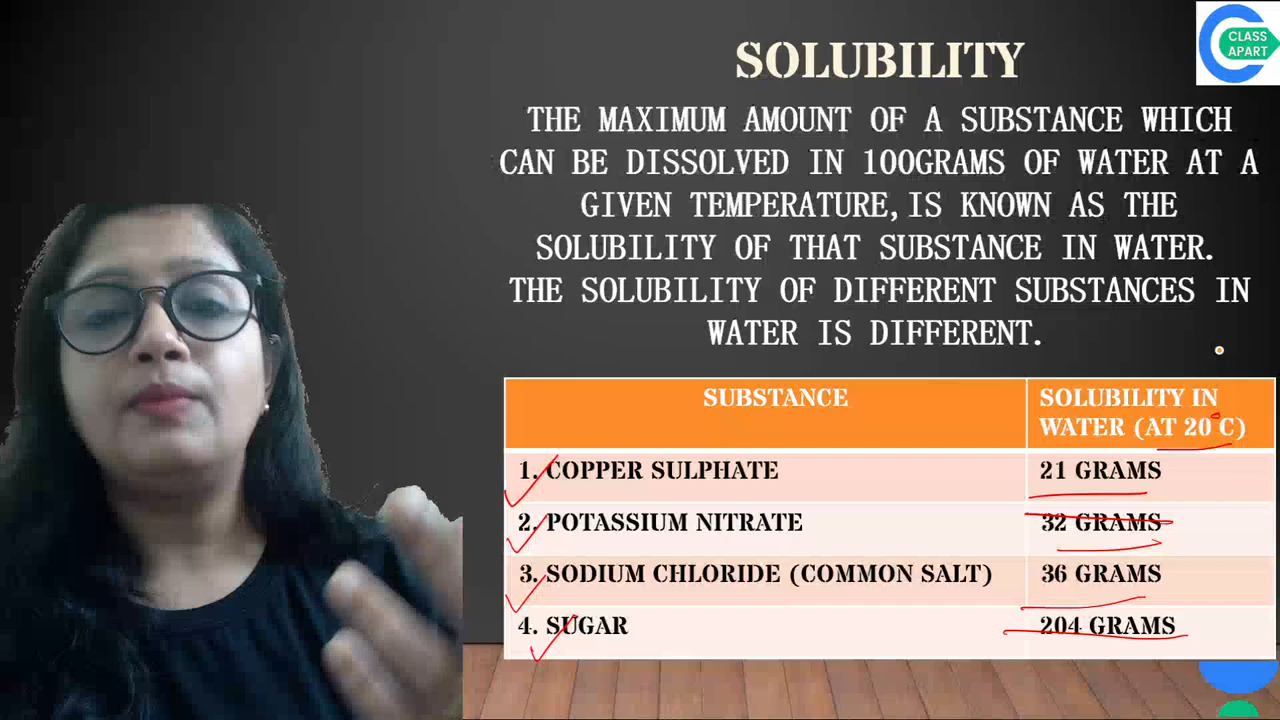 CLASS
APART
SOLUBILITY
THE MAXIMUM AMOUNT OF A SUBSTANCE WHICH
CAN BE DISSOLVED IN 100GRAMS OF WATER AT A
GIVEN TEMPERATURE,IS KNOWN AS THE
SOLUBILITY OF THAT SUBSTANCE IN WATER.
THE SOLUBILITY OF DIFFERENT SUBSTANCES IN
WATER IS DIFFERENT.
SUBSTANCE
SOLUBILITY IN
WATER (AT 20°C)
1. COPPER SULPHATE
21 GRAMS
2. POTASSIUM NITRATE
32 GRAMS
3. SODIUM CHLORIDE (COMMON SALT)
36 GRAMS
4. SUGAR
204 GRAMS